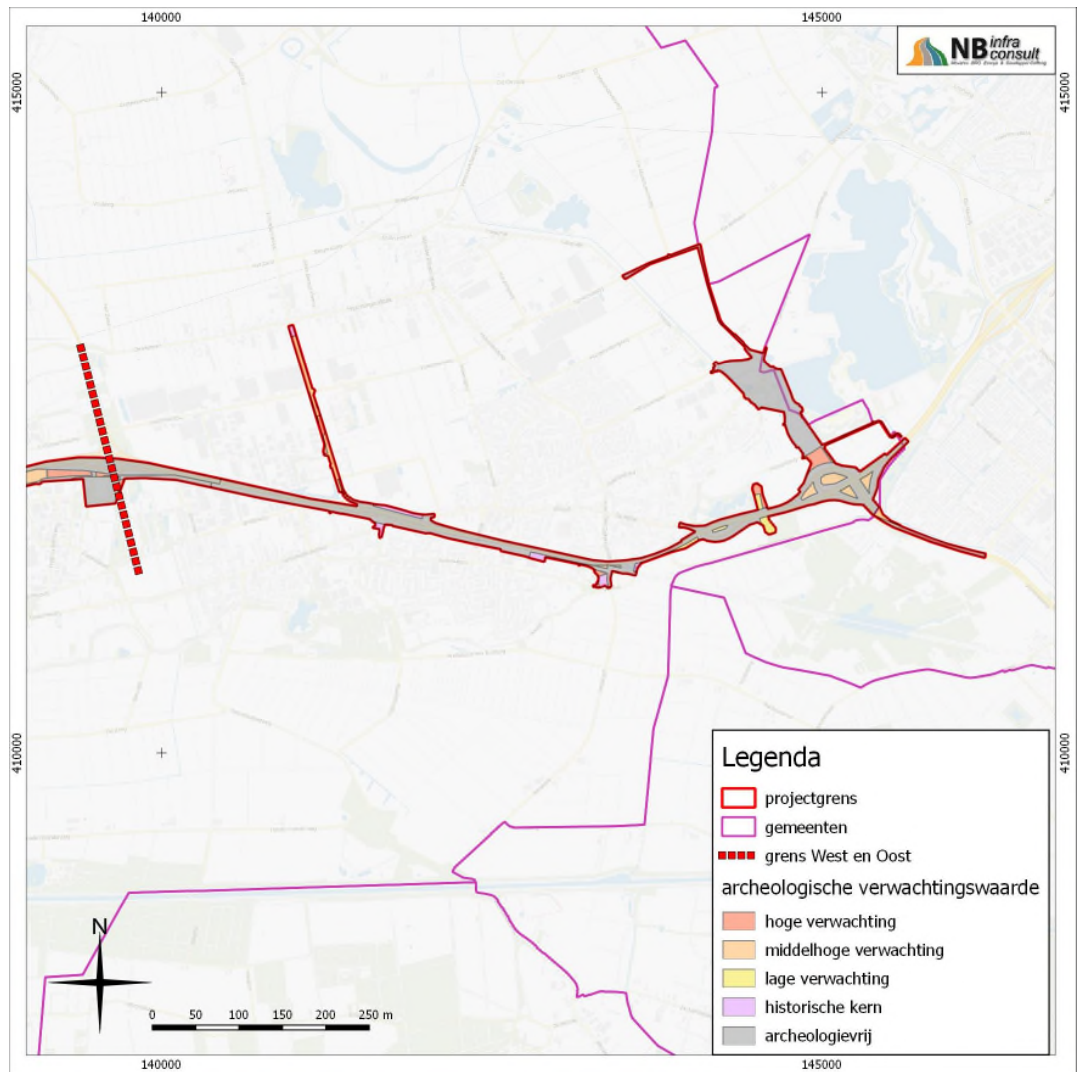 140000
145000
415000
415000
NB infra
consult
410000
410000
Legenda
projectgrens
gemeenten
grens West en Oost
archeologische verwachtingswaarde
hoge verwachting
middelhoge verwachting
lage verwachting
historische kern
archeologievrij
N
0 50 100 150 200 250 m
140000
145000